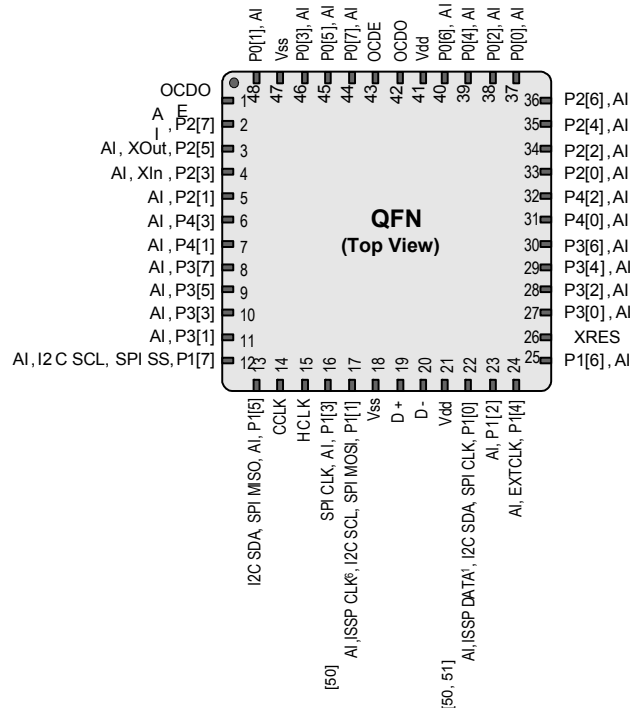 P0[1], AI
Vss
P0[3], AI
P0[5], AI
P0[7], AI
OCDE
OCDO
Vdd
P0[6], AI
P0[4], AI
P0[2], AI
P0[0], AI
48
47
46
45
44
43
42
41
40
39
38
37
OCDO
E
1
A
I , P2[7]
2
AI , XOut , P2[5]
3
AI , XIn , P2[3]
4
AI , P2[1]
5
AI , P4[3]
6
AI , P4[1]
7
AI , P3[7]
8
AI , P3[5]
9
AI , P3[3]
10
AI , P3[1]
11
AI , I2 C SCL, SPI SS, P1[7]
12
QFN
(Top View)
36 P2[6] , AI
35 P2[4] , AI
34 P2[2] , AI
33 P2[0] , AI
32 P4[2] , AI
31 P4[0] , AI
30 P3[6] , AI
29 P3[4] , AI
28 P3[2] , AI
27 P3[0] , AI
26 XRES
25 P1[6] , AI
13
14
15
16
17
18
19
20
21
22
23
24
I2C SDA, SPI MISO, AI, P1[5]
CCLK
HCLK
SPI CLK, AI, P1[3]
AI, ISSP CLK⁶, I2C SCL, SPI MOSI, P1[1]
Vss
D +
D -
Vdd
AI, ISSP DATA¹, I2C SDA, SPI CLK, P1[0]
AI, P1[2]
AI, EXTCLK, P1[4]
[50]
[50, 51]